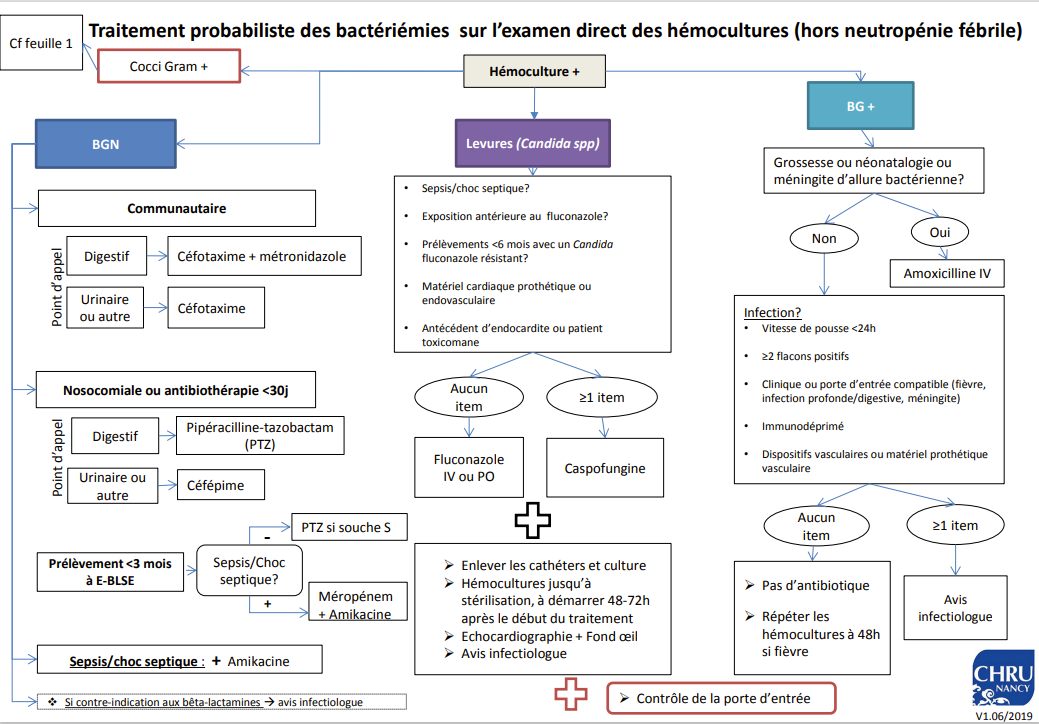 Cf feuille 1
Traitement probabiliste des bactériémies sur l’examen direct des hémocultures (hors neutropénie fébrile)
Cocci Gram +
Hémoculture +
BGN
Communautaire
Point d’appel
Digestif
Céfotaxime + métronidazole
Urinaire
ou autre
Céfotaxime
Nosocomiale ou antibiothérapie <30j
Point d’appel
Digestif
Pipéracilline-tazobactam
(PTZ)
Urinaire ou
autre
Céfépime
Prélèvement <3 mois
à E-BLSE
Sepsis/Choc
septique?
-
PTZ si souche S
+
Méropénem
+ Amikacine
Sepsis/choc septique : + Amikacine
❖ Si contre-indication aux bêta-lactamines → avis infectiologue
Levures (Candida spp)
• Sepsis/choc septique?
• Exposition antérieure au fluconazole?
• Prélèvements <6 mois avec un Candida
fluconazole résistant?
• Matériel cardiaque prothétique ou
endovasculaire
• Antécédent d’endocardite ou patient
toxicomane
Aucun
item
≥1 item
Fluconazole
IV ou PO
Caspofungine
➢ Enlever les cathéters et culture
➢ Hémocultures jusqu’à
stérilisation, à démarrer 48-72h
après le début du traitement
➢ Echocardiographie + Fond œil
➢ Avis infectiologue
➢ Contrôle de la porte d’entrée
BG +
Grossesse ou néonatalogie ou
méningite d’allure bactérienne?
Non
Oui
Amoxicilline IV
Infection?
• Vitesse de pousse <24h
• ≥2 flacons positifs
• Clinique ou porte d’entrée compatible (fièvre,
infection profonde/digestive, méningite)
• Immunodéprimé
• Dispositifs vasculaires ou matériel prothétique
vasculaire
Aucun
item
≥1 item
➢ Pas d’antibiotique
➢ Répéter les
hémocultures à 48h
si fièvre
Avis
infectiologue
CHRU
NANCY
V1.06/2019